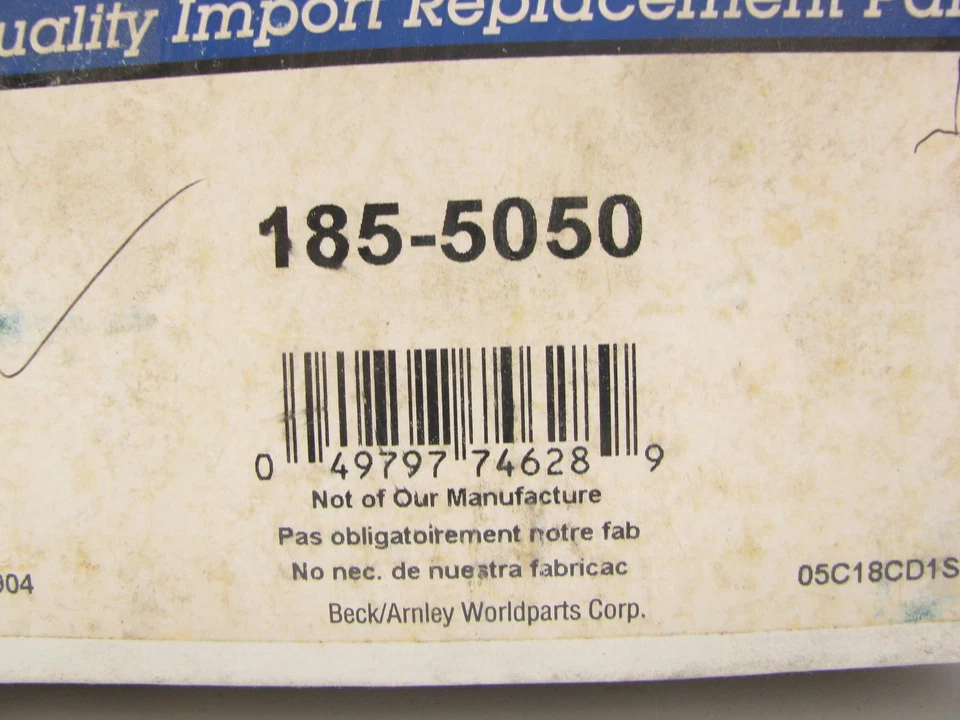 uality Import Replacement Par
185-5050
0 49797 74628 9
Not of Our Manufacture
Pas obligatoirement notre fab
No nec. de nuestra fabricac
904
05C18CD1S
Beck/Arnley Worldparts Corp.